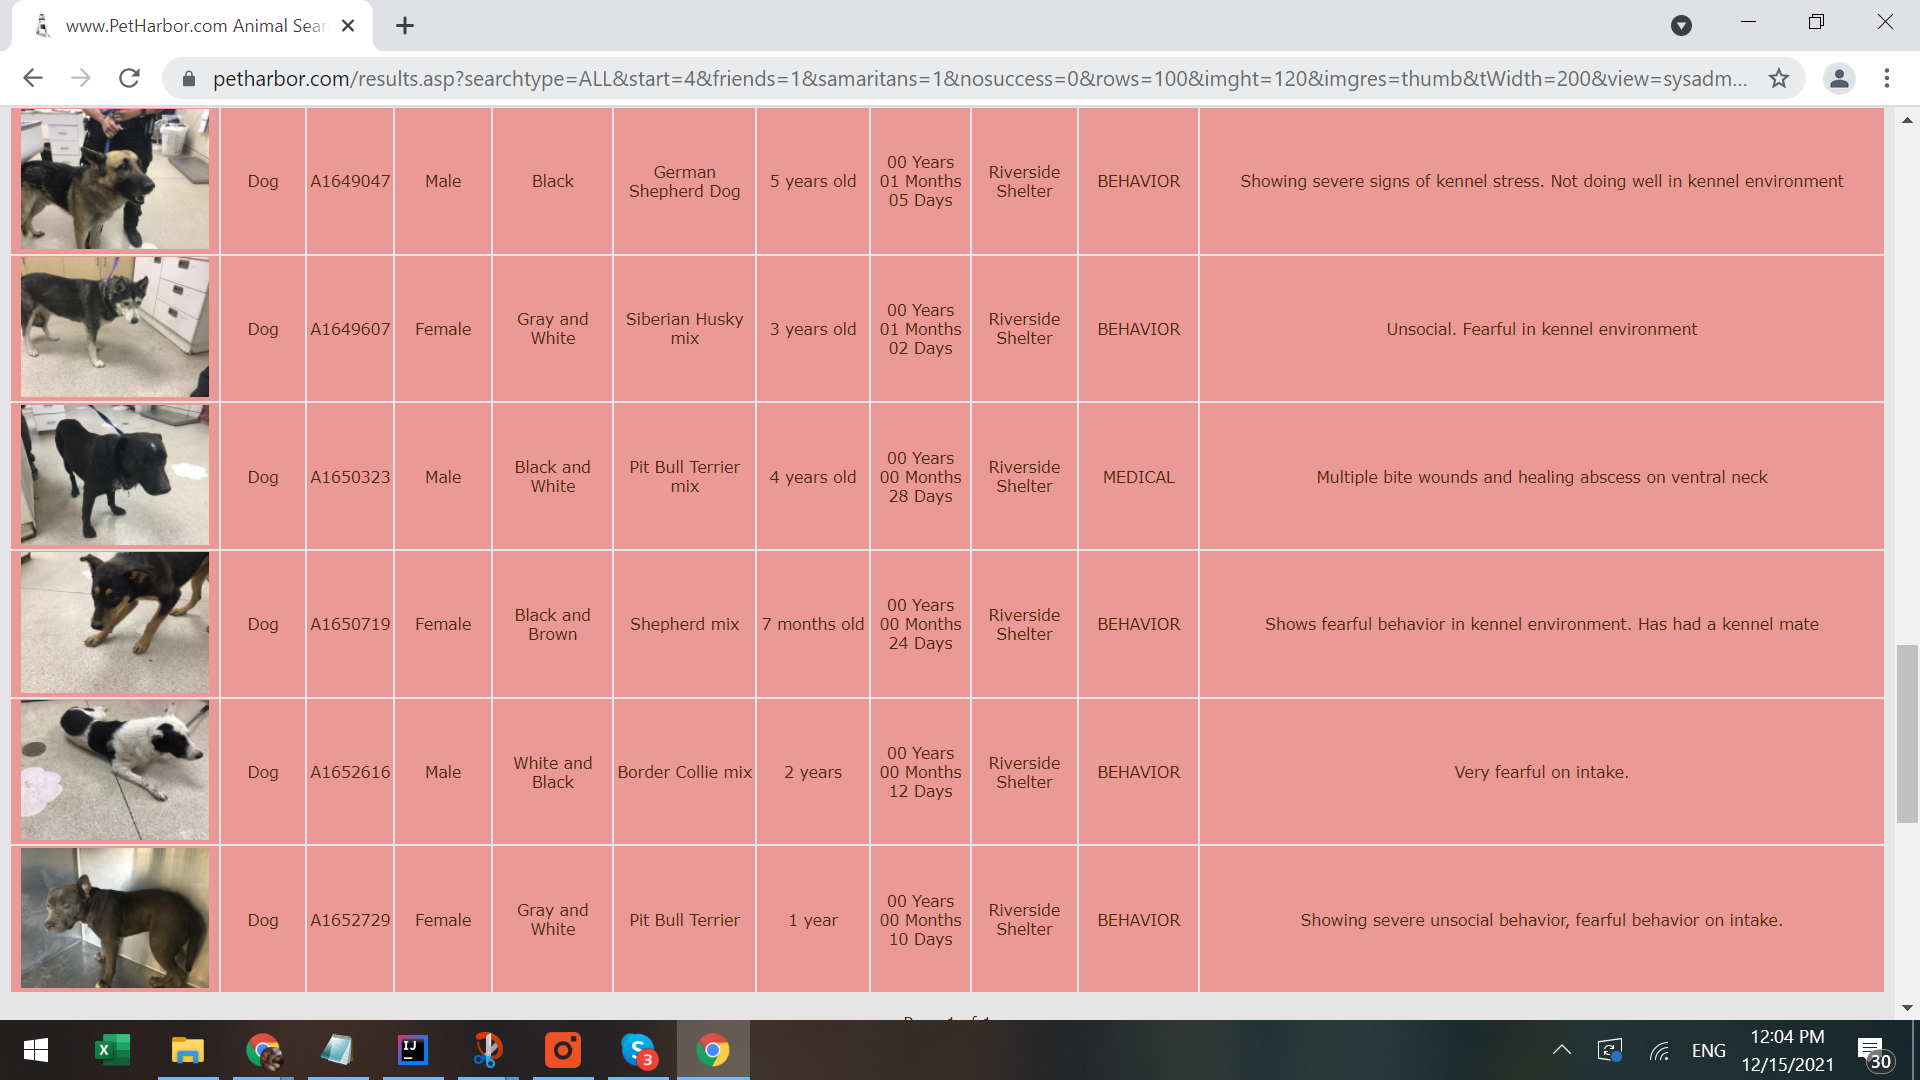 www.PetHarbor.com Animal Sear
petharbor.com/results.asp?searchtype=ALL&start=4&friends=1&samaritans=1&nosuccess=0&rows=100&imght=120&imgres=thumb&tWidth=200&view=sysadm...
Dog A1649047 Male Black German Shepherd Dog 5 years old 00 Years 01 Months 05 Days Riverside Shelter BEHAVIOR Showing severe signs of kennel stress. Not doing well in kennel environment
Dog A1649607 Female Gray and White Siberian Husky mix 3 years old 00 Years 01 Months 02 Days Riverside Shelter BEHAVIOR Unsocial. Fearful in kennel environment
Dog A1650323 Male Black and White Pit Bull Terrier mix 4 years old 00 Years 00 Months 28 Days Riverside Shelter MEDICAL Multiple bite wounds and healing abscess on ventral neck
Dog A1650719 Female Black and Brown Shepherd mix 7 months old 00 Years 00 Months 24 Days Riverside Shelter BEHAVIOR Shows fearful behavior in kennel environment. Has had a kennel mate
Dog A1652616 Male White and Black Border Collie mix 2 years 00 Years 00 Months 12 Days Riverside Shelter BEHAVIOR Very fearful on intake.
Dog A1652729 Female Gray and White Pit Bull Terrier 1 year 00 Years 00 Months 10 Days Riverside Shelter BEHAVIOR Showing severe unsocial behavior, fearful behavior on intake.
IJ
S 3
ENG
12:04 PM
12/15/2021
30